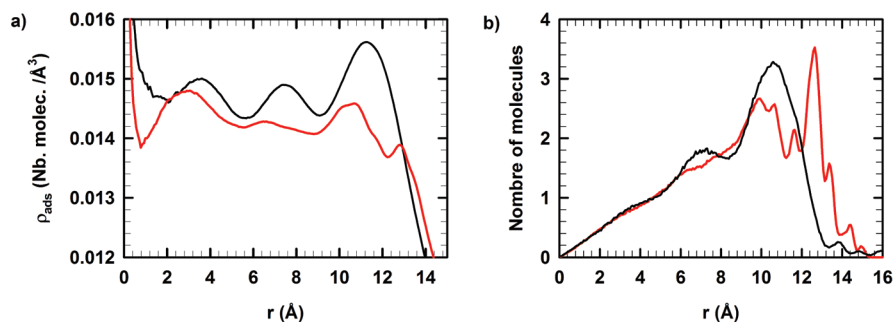 a)
0.016
0.015
0.014
0.013
0.012
ρads (Nb. molec. /Å³)
0 2 4 6 8 10 12 14
r (Å)
b)
4
3
2
1
0
Nombre of molecules
0 2 4 6 8 10 12 14 16
r (Å)